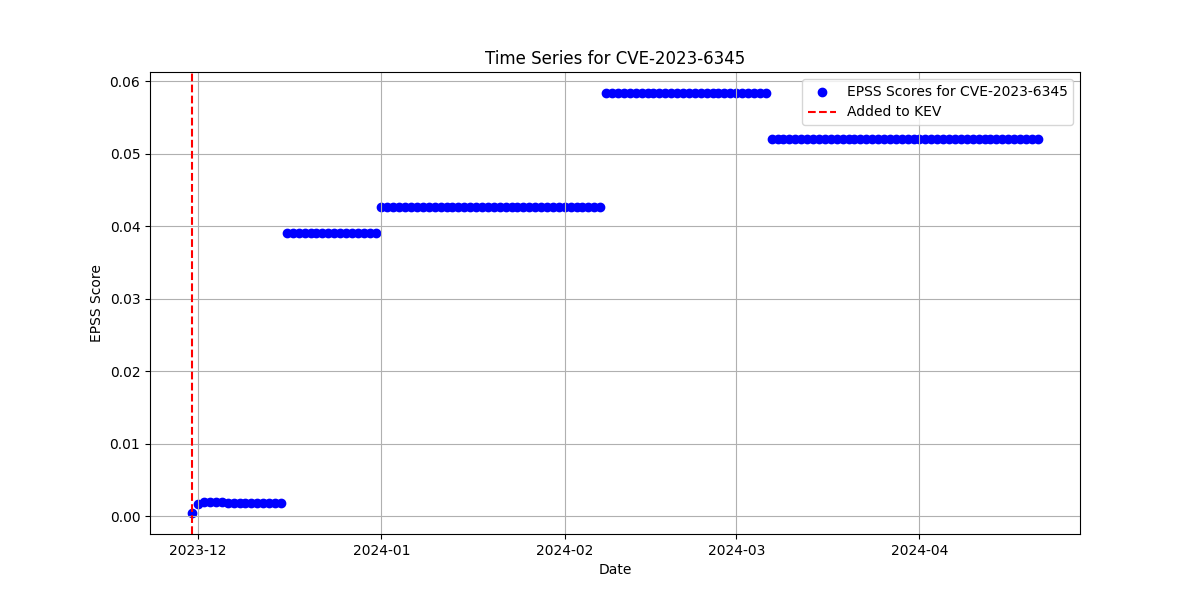 Time Series for CVE-2023-6345
EPSS Scores for CVE-2023-6345
Added to KEV
EPSS Score
0.06
0.05
0.04
0.03
0.02
0.01
0.00
2023-12
2024-01
2024-02
2024-03
2024-04
Date